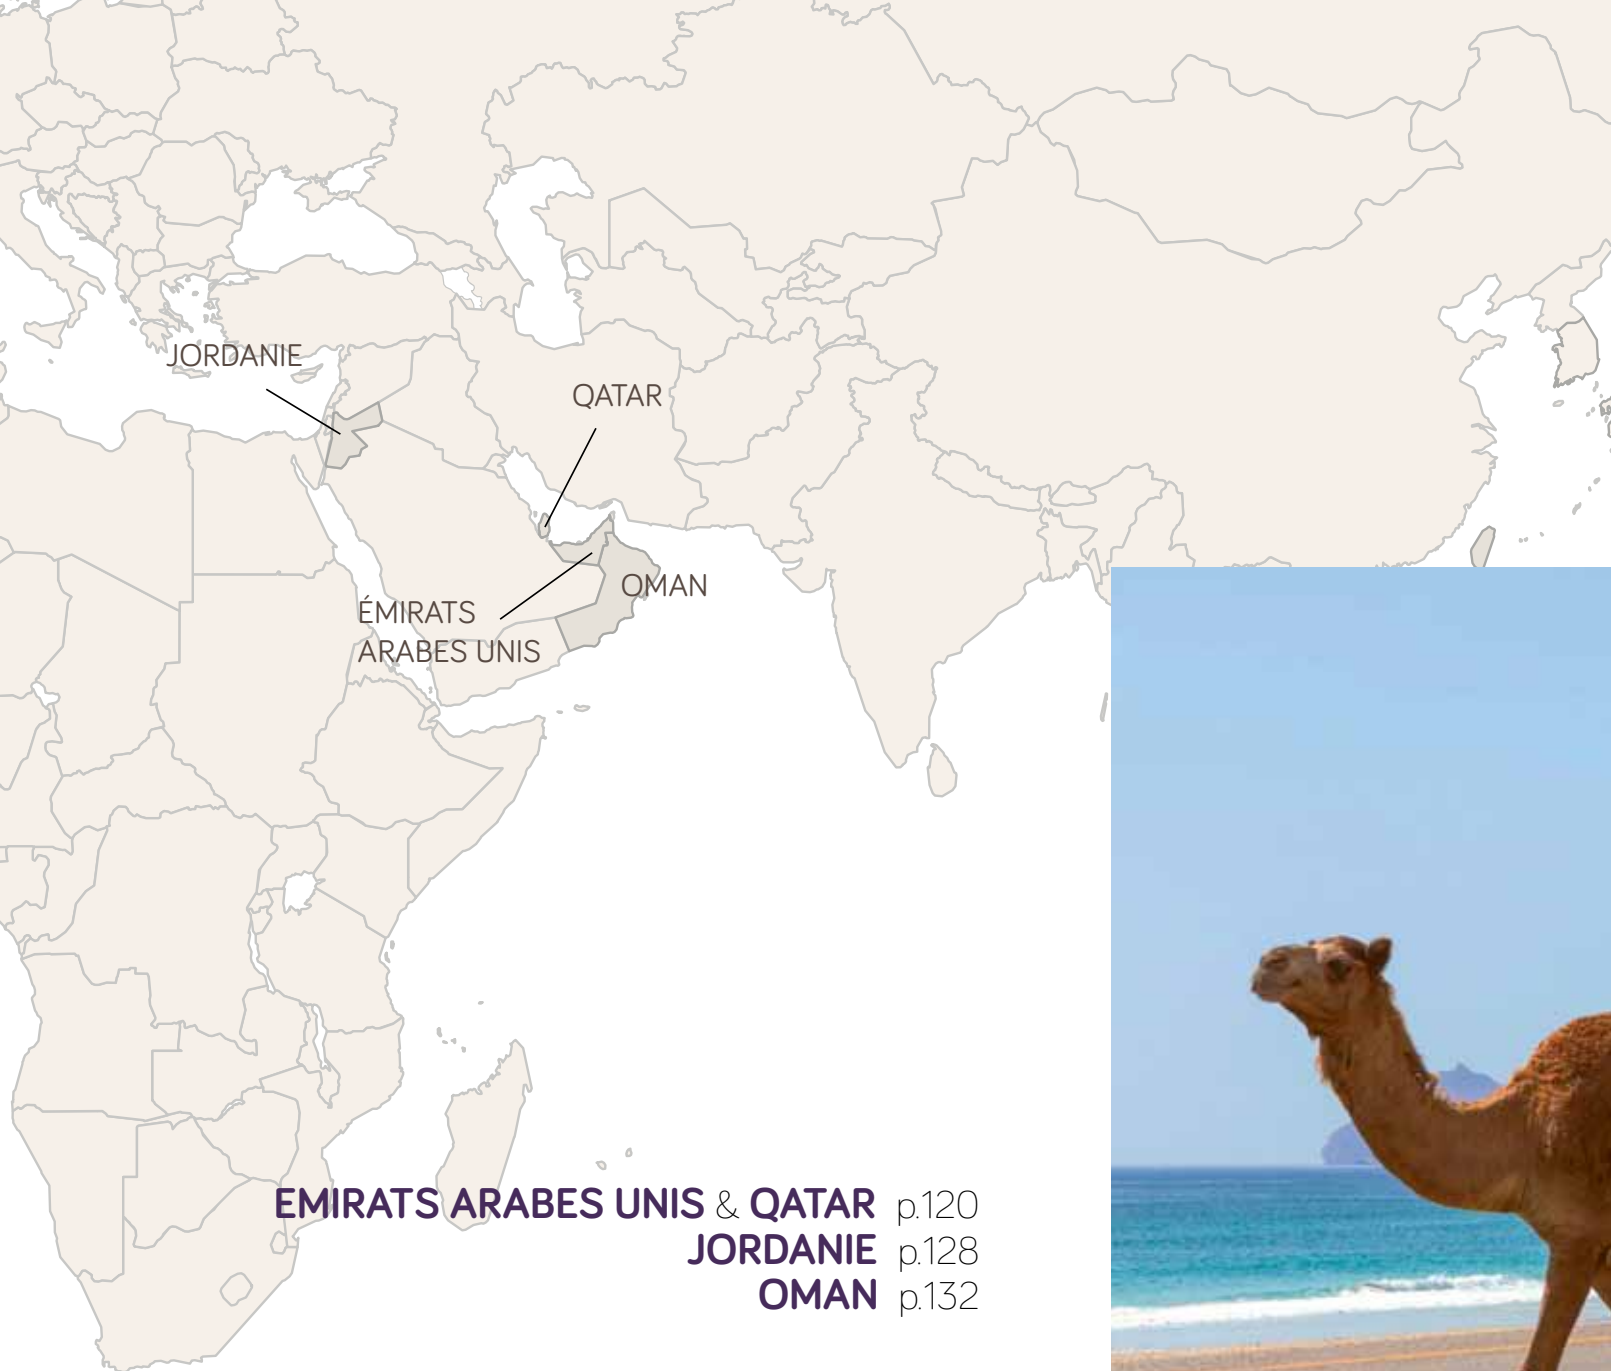 JORDANIE
QATAR
OMAN
ÉMIRATS
ARABES UNIS
EMIRATS ARABES UNIS & QATAR p.120
JORDANIE p.128
OMAN p.132